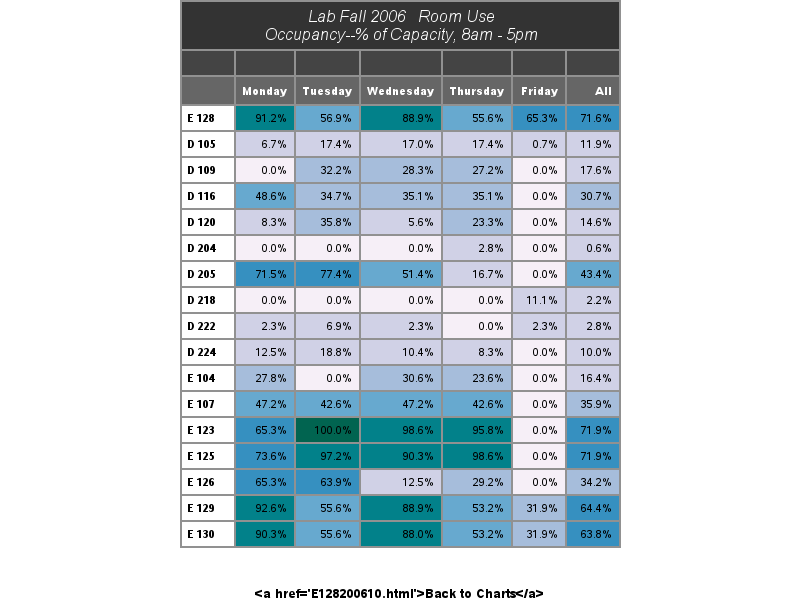 Lab Fall 2006   Room Use
Occupancy--% of Capacity, 8am - 5pm
Monday Tuesday Wednesday Thursday Friday All
E 128 91.2% 56.9% 88.9% 55.6% 65.3% 71.6%
D 105 6.7% 17.4% 17.0% 17.4% 0.7% 11.9%
D 109 0.0% 32.2% 28.3% 27.2% 0.0% 17.6%
D 116 48.6% 34.7% 35.1% 35.1% 0.0% 30.7%
D 120 8.3% 35.8% 5.6% 23.3% 0.0% 14.6%
D 204 0.0% 0.0% 0.0% 2.8% 0.0% 0.6%
D 205 71.5% 77.4% 51.4% 16.7% 0.0% 43.4%
D 218 0.0% 0.0% 0.0% 0.0% 11.1% 2.2%
D 222 2.3% 6.9% 2.3% 0.0% 2.3% 2.8%
D 224 12.5% 18.8% 10.4% 8.3% 0.0% 10.0%
E 104 27.8% 0.0% 30.6% 23.6% 0.0% 16.4%
E 107 47.2% 42.6% 47.2% 42.6% 0.0% 35.9%
E 123 65.3% 100.0% 98.6% 95.8% 0.0% 71.9%
E 125 73.6% 97.2% 90.3% 98.6% 0.0% 71.9%
E 126 65.3% 63.9% 12.5% 29.2% 0.0% 34.2%
E 129 92.6% 55.6% 88.9% 53.2% 31.9% 64.4%
E 130 90.3% 55.6% 88.0% 53.2% 31.9% 63.8%
<a href='E128200610.html'>Back to Charts</a>